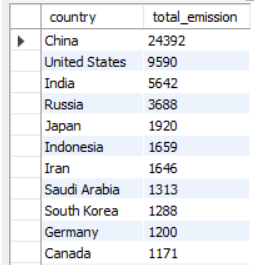 country total_emission
China 24392
United States 9590
India 5642
Russia 3688
Japan 1920
Indonesia 1659
Iran 1646
Saudi Arabia 1313
South Korea 1288
Germany 1200
Canada 1171